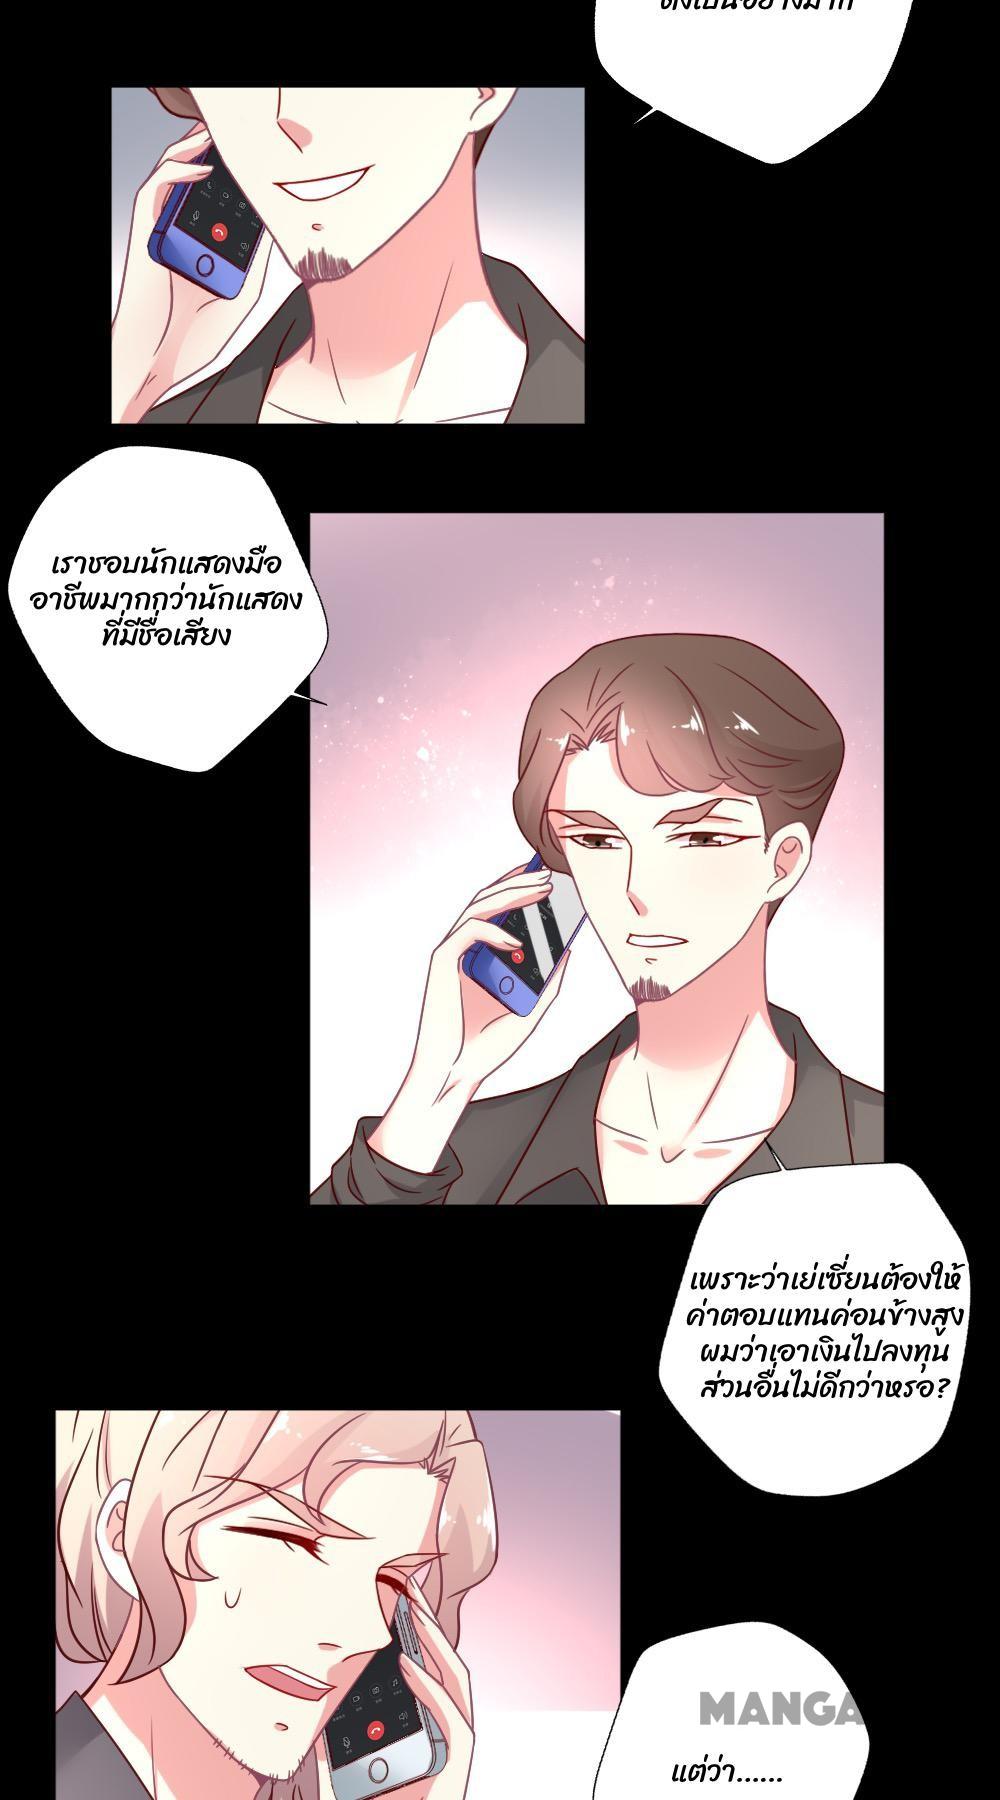 เราชอบนักแสดงมือ
อาชีพมากกว่านักแสดง
ที่มีชื่อเสียง
เพราะว่าเย่เซี่ยนต้องให้
ค่าตอบแทนค่อนข้างสูง
ผมว่าเอาเงินไปลงทุน
ส่วนอื่นไม่ดีกว่าหรอ?
MANGA
แต่ว่า......